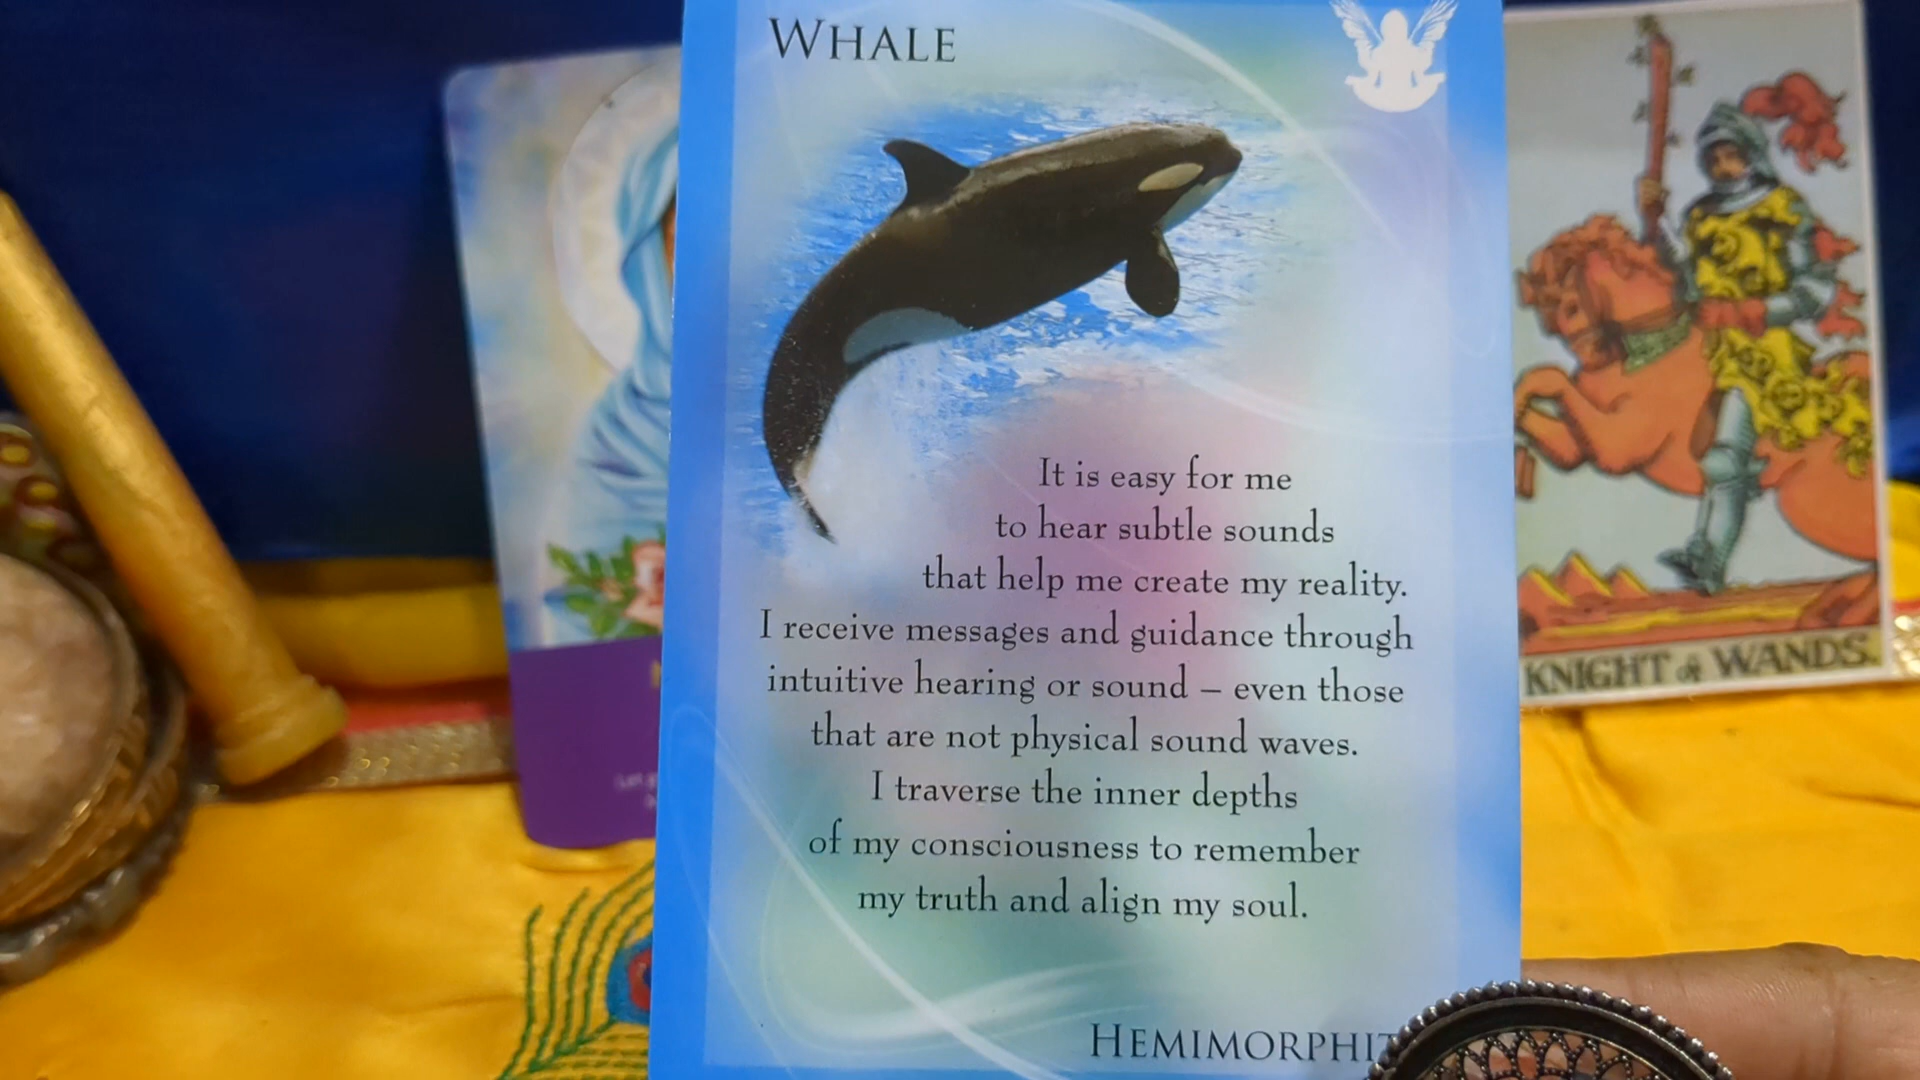 WHALE
It is easy for me
to hear subtle sounds
that help me create my reality.
I receive messages and guidance through
intuitive hearing or sound – even those
that are not physical sound waves.
I traverse the inner depths
of my consciousness to remember
my truth and align my soul.
HEMIMORPHIT
KNIGHT of WANDS.